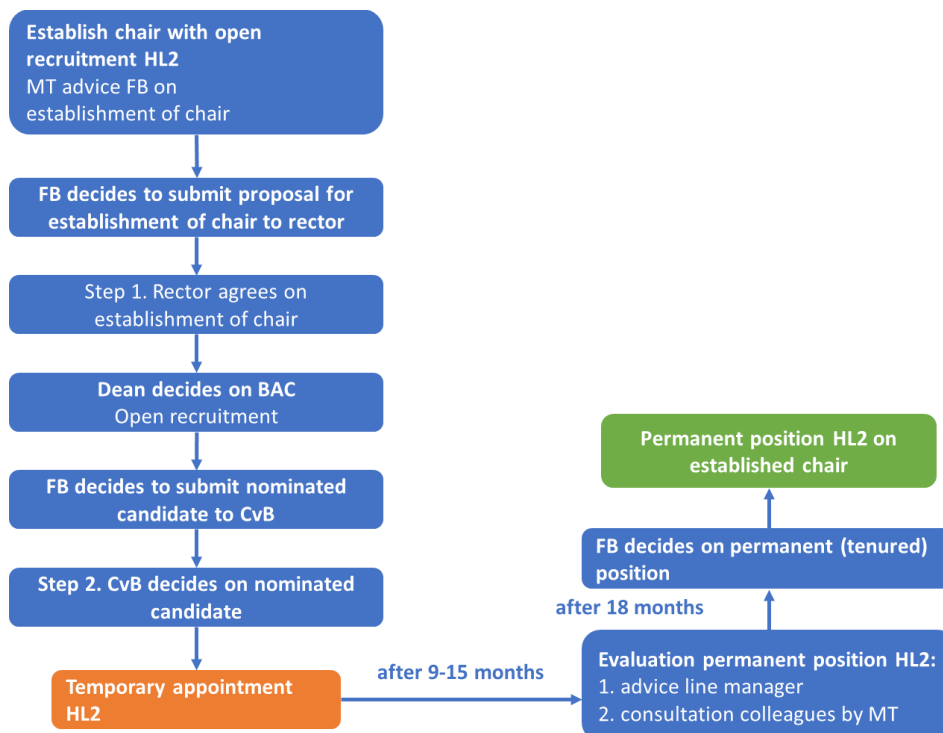 Establish chair with open
recruitment HL2
MT advice FB on
establishment of chair
FB decides to submit proposal for
establishment of chair to rector
Step 1. Rector agrees on
establishment of chair
Dean decides on BAC
Open recruitment
FB decides to submit nominated
candidate to CvB
Step 2. CvB decides on nominated
candidate
Temporary appointment
HL2
after 9-15 months
Evaluation permanent position HL2:
1. advice line manager
2. consultation colleagues by MT
after 18 months
FB decides on permanent (tenured)
position
Permanent position HL2 on
established chair